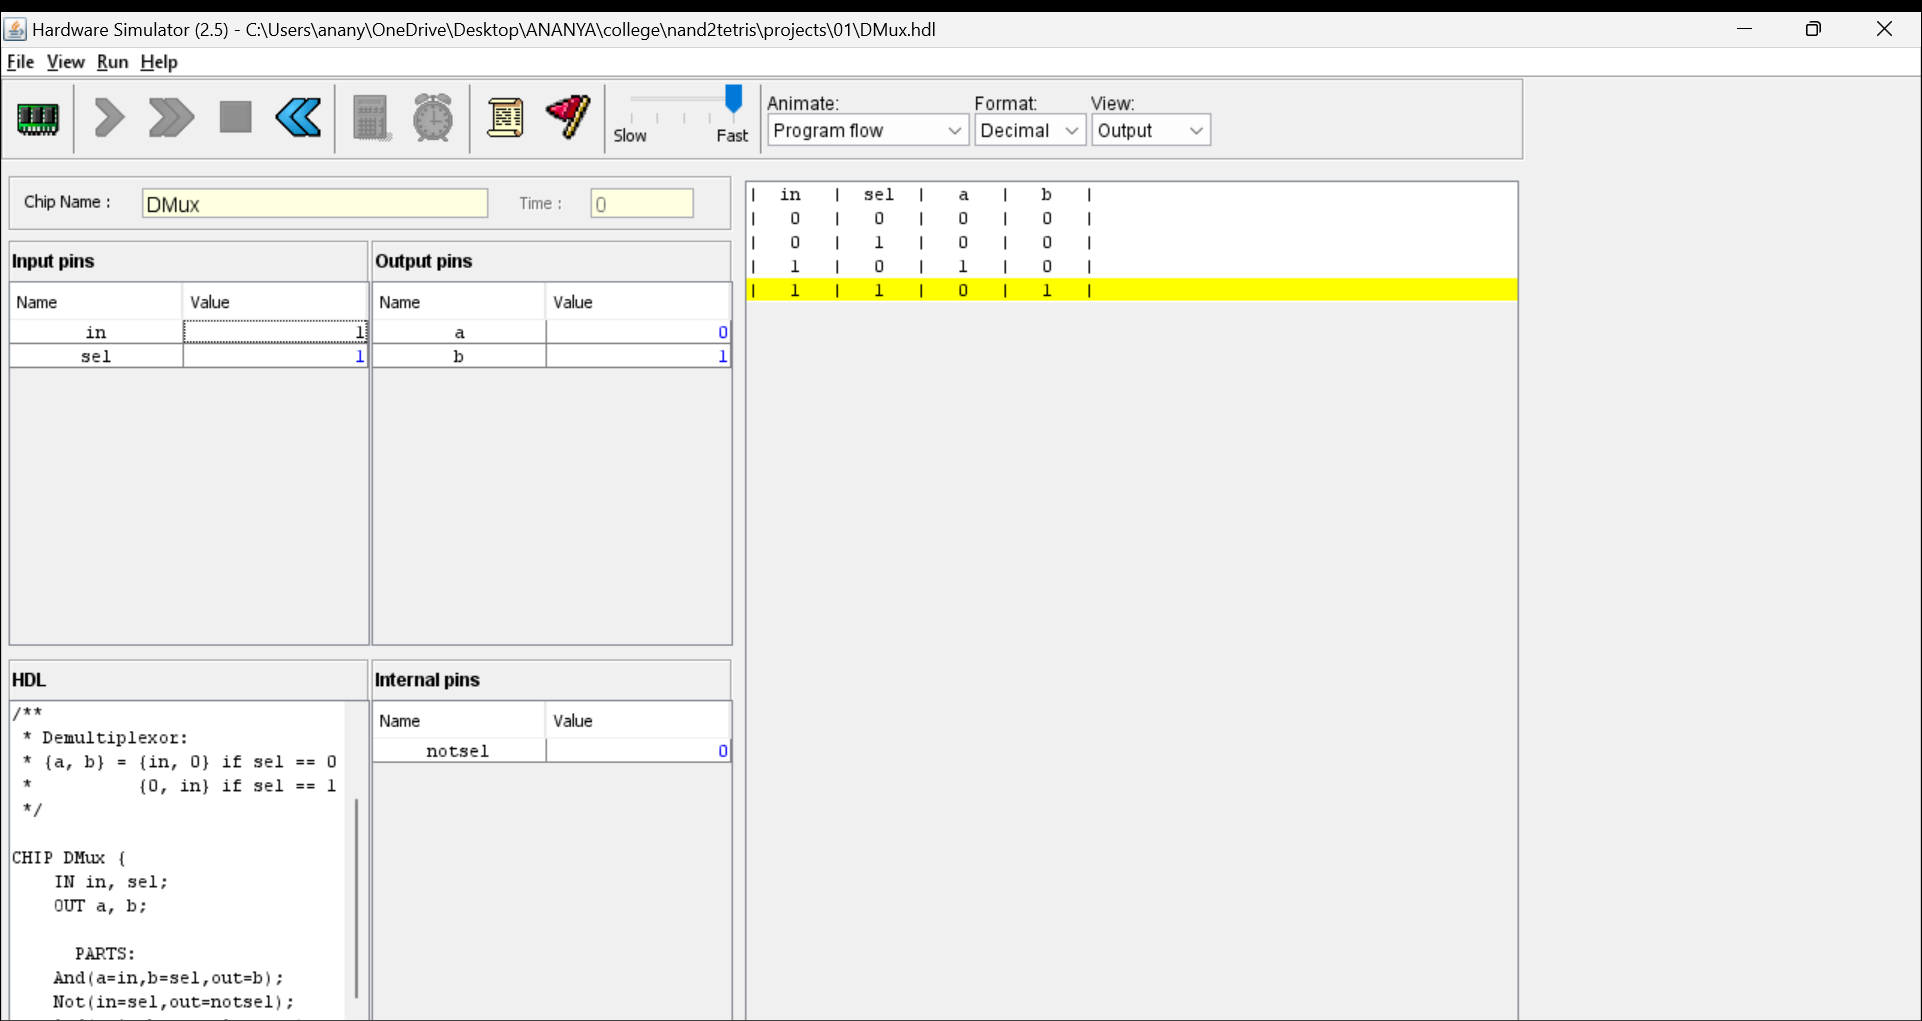 Hardware Simulator (2.5) - C:\Users\anany\OneDrive\Desktop\ANANYA\college\nand2tetris\projects\01\DMux.hdl
File View Run Help
Slow Fast
Animate: Format: View:
Program flow Decimal Output
Chip Name : DMux Time : 0
Input pins
Name Value
in 1
sel 1
Output pins
Name Value
a 0
b 1
| in | sel | a | b |
| 0 | 0 | 0 | 0 |
| 0 | 1 | 0 | 0 |
| 1 | 0 | 1 | 0 |
| 1 | 1 | 0 | 1 |
HDL
/**
* Demultiplexor:
* {a, b} = {in, 0} if sel == 0
* {0, in} if sel == 1
*/
CHIP DMux {
IN in, sel;
OUT a, b;
PARTS:
And(a=in,b=sel,out=b);
Not(in=sel,out=notsel);
Internal pins
Name Value
notsel 0